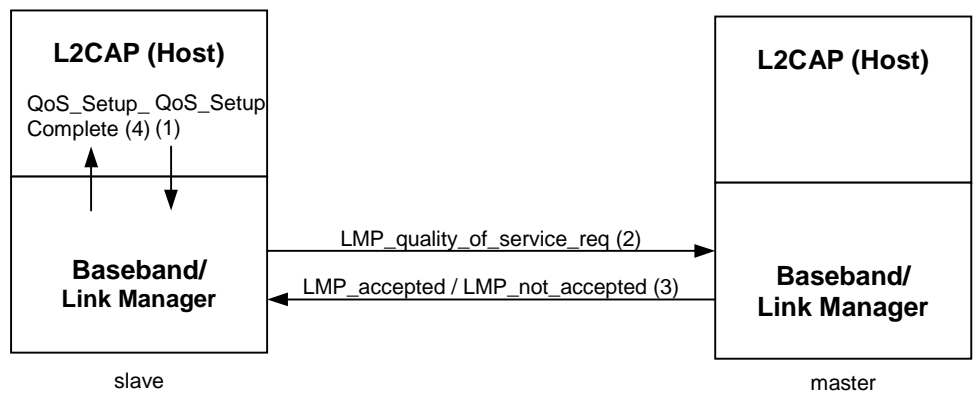 L2CAP (Host)
QoS_Setup_ QoS_Setup
Complete (4) (1)
Baseband/
Link Manager
slave
LMP_quality_of_service_req (2)
LMP_accepted / LMP_not_accepted (3)
L2CAP (Host)
Baseband/
Link Manager
master